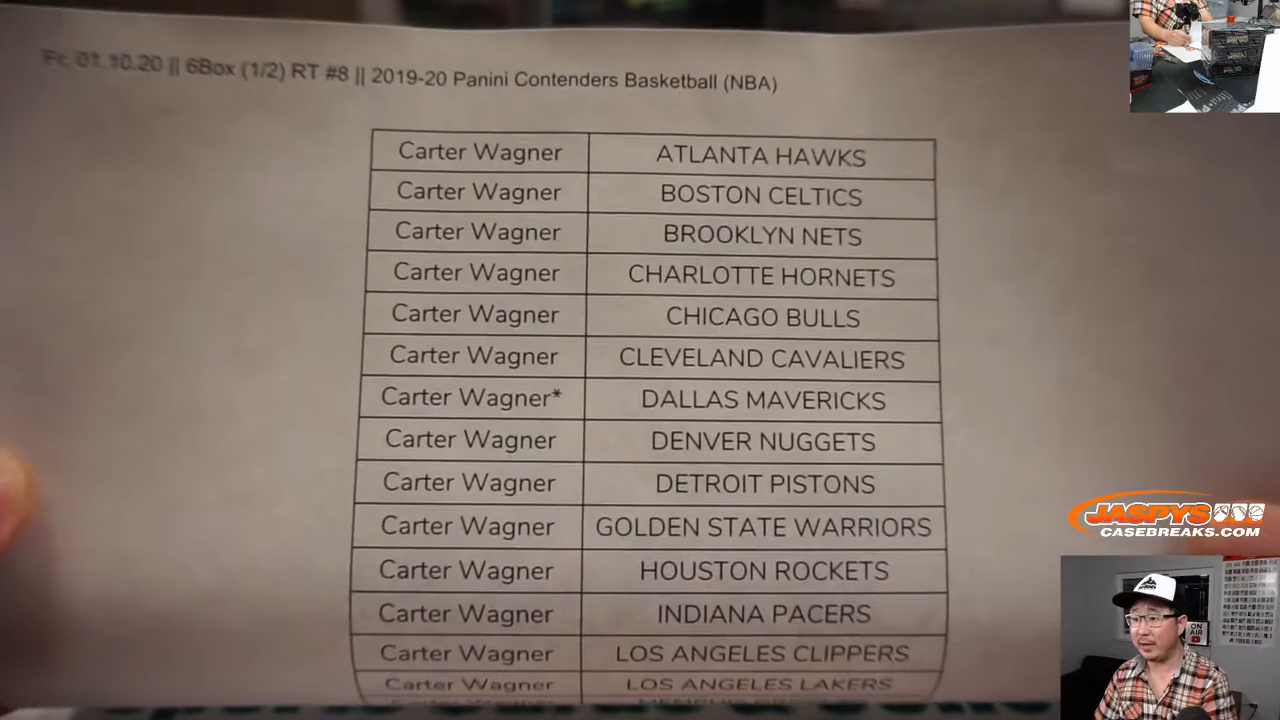 Fr, 01.10.20 || 6Box (1/2) RT #8 || 2019-20 Panini Contenders Basketball (NBA)
Carter Wagner ATLANTA HAWKS
Carter Wagner BOSTON CELTICS
Carter Wagner BROOKLYN NETS
Carter Wagner CHARLOTTE HORNETS
Carter Wagner CHICAGO BULLS
Carter Wagner CLEVELAND CAVALIERS
Carter Wagner* DALLAS MAVERICKS
Carter Wagner DENVER NUGGETS
Carter Wagner DETROIT PISTONS
Carter Wagner GOLDEN STATE WARRIORS
Carter Wagner HOUSTON ROCKETS
Carter Wagner INDIANA PACERS
Carter Wagner LOS ANGELES CLIPPERS
Carter Wagner LOS ANGELES LAKERS
JASPYS
CASEBREAKS.COM
ON
AIR